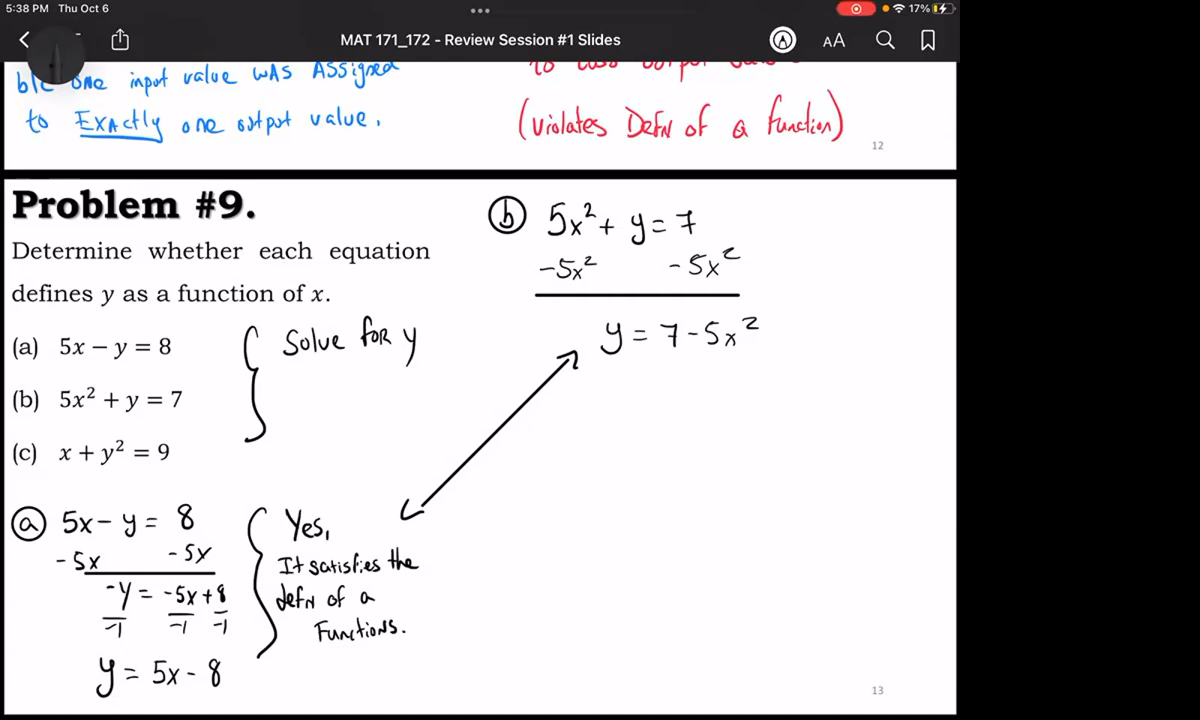 5:38 PM Thu Oct 6
17%
MAT 171_172 - Review Session #1 Slides
AA
b/c one input value was Assigned
to Exactly one output value.
(violates Defn of a function)
12
Problem #9.
Determine whether each equation
defines y as a function of x.
(a) 5x − y = 8
(b) 5x² + y = 7
(c) x + y² = 9
Solve for y
(a) 5x - y = 8
-5x -5x
-y = -5x + 8
-1 -1 -1
y = 5x - 8
Yes,
It satisfies the
defn of a
Functions.
(b) 5x² + y = 7
-5x² -5x²
y = 7 - 5x²
13